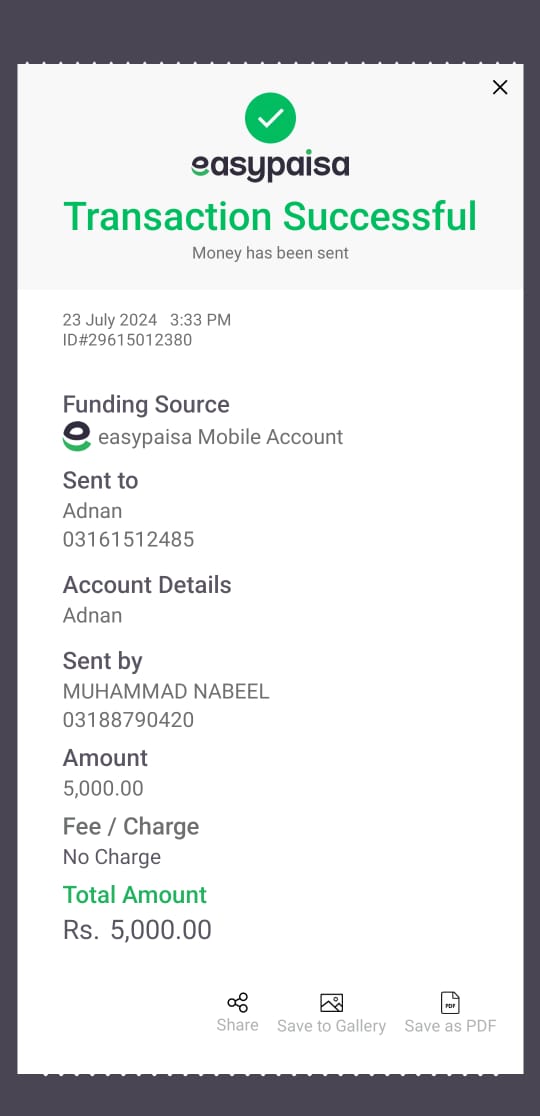 easypaisa
Transaction Successful
Money has been sent
23 July 2024 3:33 PM
ID#29615012380
Funding Source
easypaisa Mobile Account
Sent to
Adnan
03161512485
Account Details
Adnan
Sent by
MUHAMMAD NABEEL
03188790420
Amount
5,000.00
Fee / Charge
No Charge
Total Amount
Rs. 5,000.00
PDF
Share Save to Gallery Save as PDF